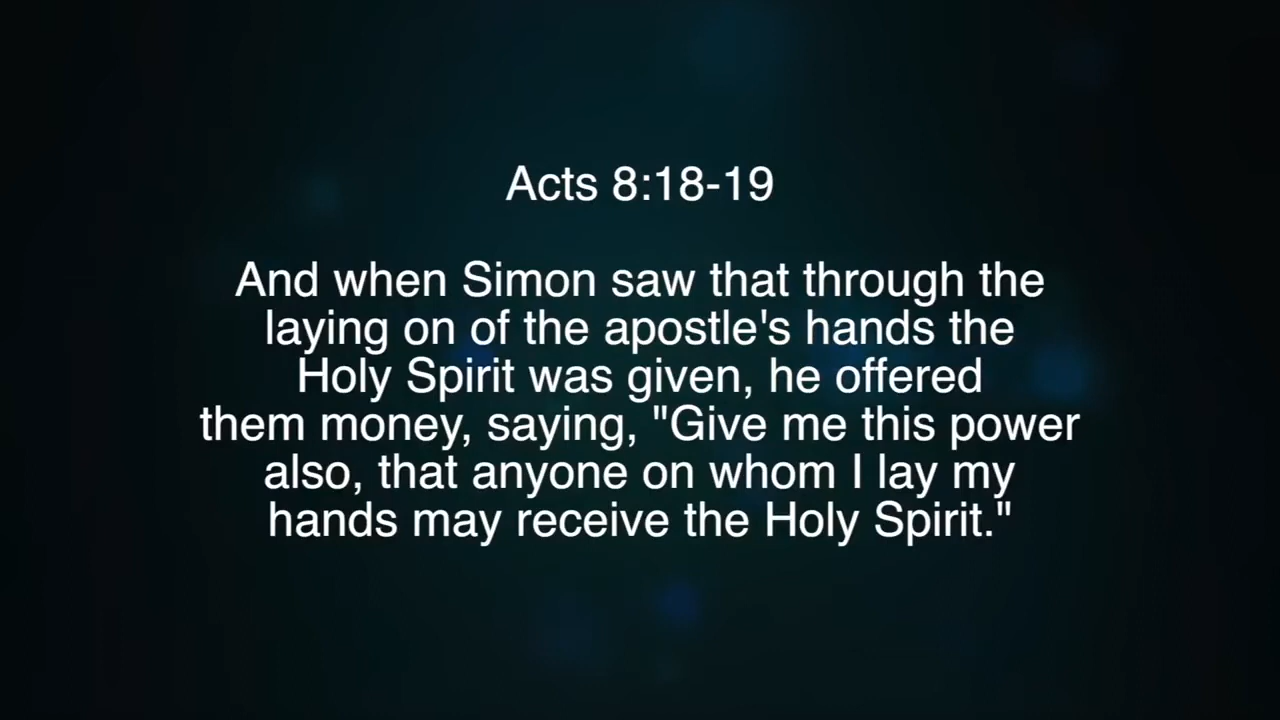 Acts 8:18-19
And when Simon saw that through the
laying on of the apostle's hands the
Holy Spirit was given, he offered
them money, saying, "Give me this power
also, that anyone on whom I lay my
hands may receive the Holy Spirit."